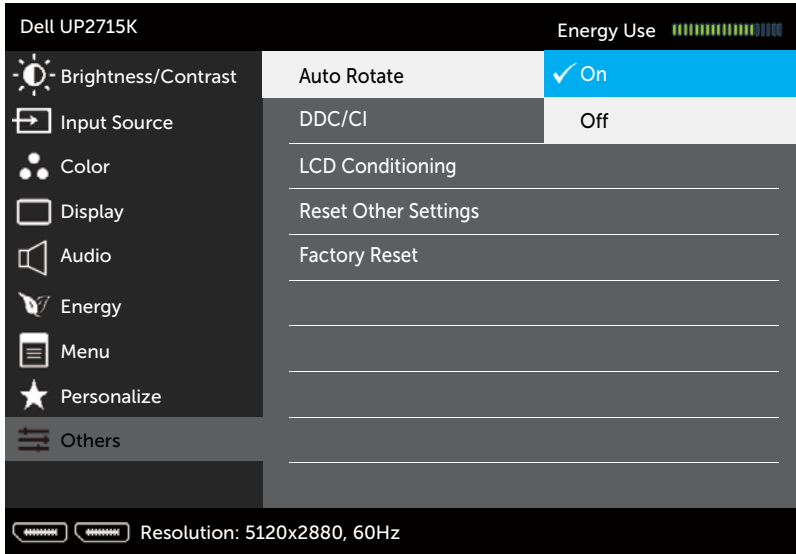 Dell UP2715K
Energy Use
Brightness/Contrast
Input Source
Color
Display
Audio
Energy
Menu
Personalize
Others
Auto Rotate
DDC/CI
LCD Conditioning
Reset Other Settings
Factory Reset
On
Off
Resolution: 5120x2880, 60Hz